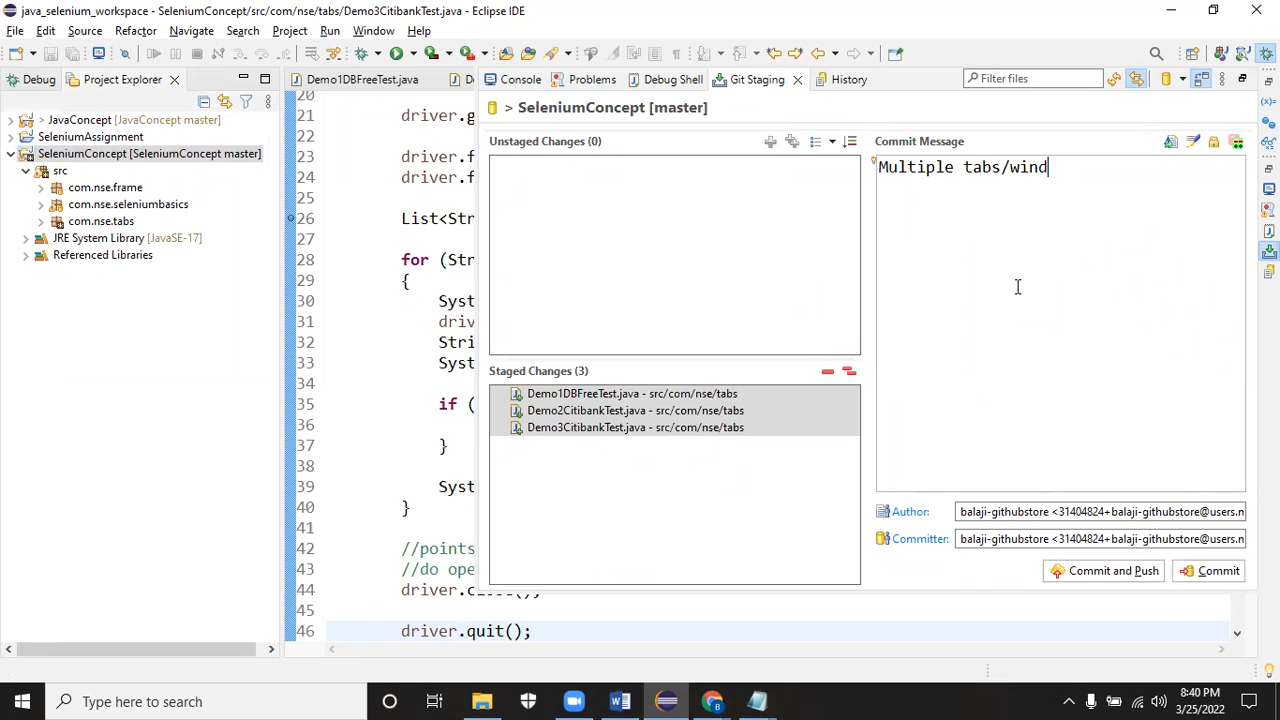 java_selenium_workspace - SeleniumConcept/src/com/nse/tabs/Demo3CitibankTest.java - Eclipse IDE
File Edit Source Refactor Navigate Search Project Run Window Help
Debug Project Explorer
Demo1DBFreeTest.java
Console Problems Debug Shell Git Staging History
Filter files
> JavaConcept [JavaConcept master]
SeleniumAssignment
SeleniumConcept [SeleniumConcept master]
src
com.nse.frame
com.nse.seleniumbasics
com.nse.tabs
JRE System Library [JavaSE-17]
Referenced Libraries
20
21 driver.g
22
23 driver.f
24 driver.f
25
26 List<Str
27
28 for (Str
29 {
30 Syst
31 driv
32 Stri
33 Syst
34
35 if (
36
37 }
38
39 Syst
40 }
41
42 //points
43 //do ope
44
45
46 driver.quit();
> SeleniumConcept [master]
Unstaged Changes (0)
Staged Changes (3)
Demo1DBFreeTest.java - src/com/nse/tabs
Demo2CitibankTest.java - src/com/nse/tabs
Demo3CitibankTest.java - src/com/nse/tabs
Commit Message
Multiple tabs/wind
Author: balaji-githubstore <31404824+balaji-githubstore@users.n
Committer: balaji-githubstore <31404824+balaji-githubstore@users.n
Commit and Push Commit
Type here to search
8:40 PM
3/25/2022